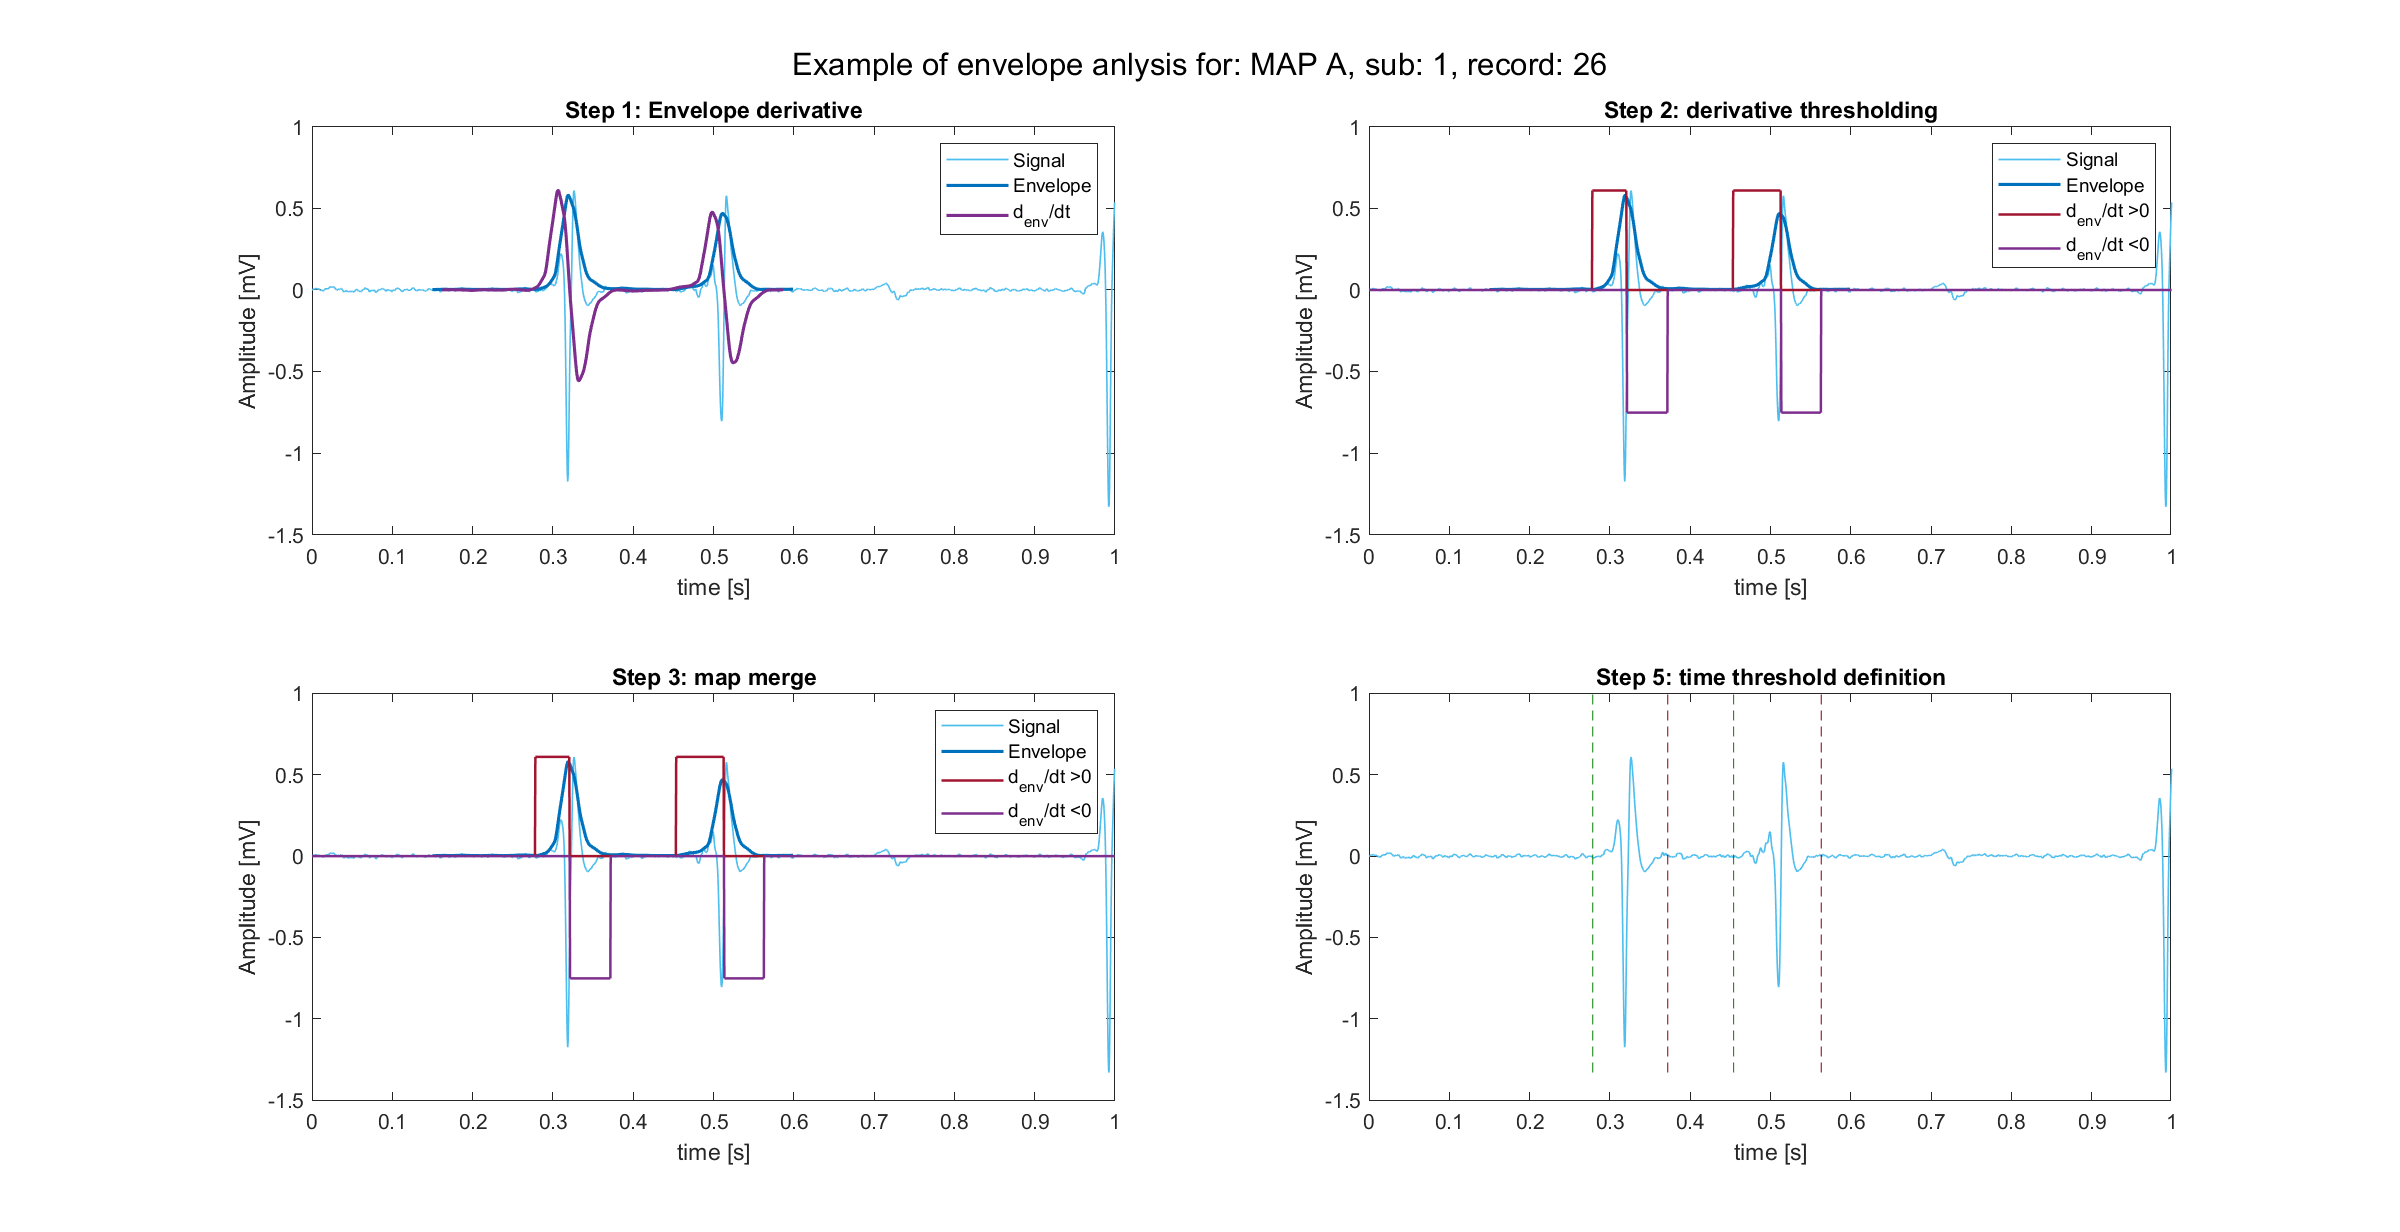 Example of envelope anlysis for: MAP A, sub: 1, record: 26
Step 1: Envelope derivative
1
0.5
0
-0.5
-1
-1.5
Amplitude [mV]
Signal
Envelope
d_env/dt
0 0.1 0.2 0.3 0.4 0.5 0.6 0.7 0.8 0.9 1
time [s]
Step 2: derivative thresholding
1
0.5
0
-0.5
-1
-1.5
Amplitude [mV]
Signal
Envelope
d_env/dt >0
d_env/dt <0
0 0.1 0.2 0.3 0.4 0.5 0.6 0.7 0.8 0.9 1
time [s]
Step 3: map merge
1
0.5
0
-0.5
-1
-1.5
Amplitude [mV]
Signal
Envelope
d_env/dt >0
d_env/dt <0
0 0.1 0.2 0.3 0.4 0.5 0.6 0.7 0.8 0.9 1
time [s]
Step 5: time threshold definition
1
0.5
0
-0.5
-1
-1.5
Amplitude [mV]
0 0.1 0.2 0.3 0.4 0.5 0.6 0.7 0.8 0.9 1
time [s]